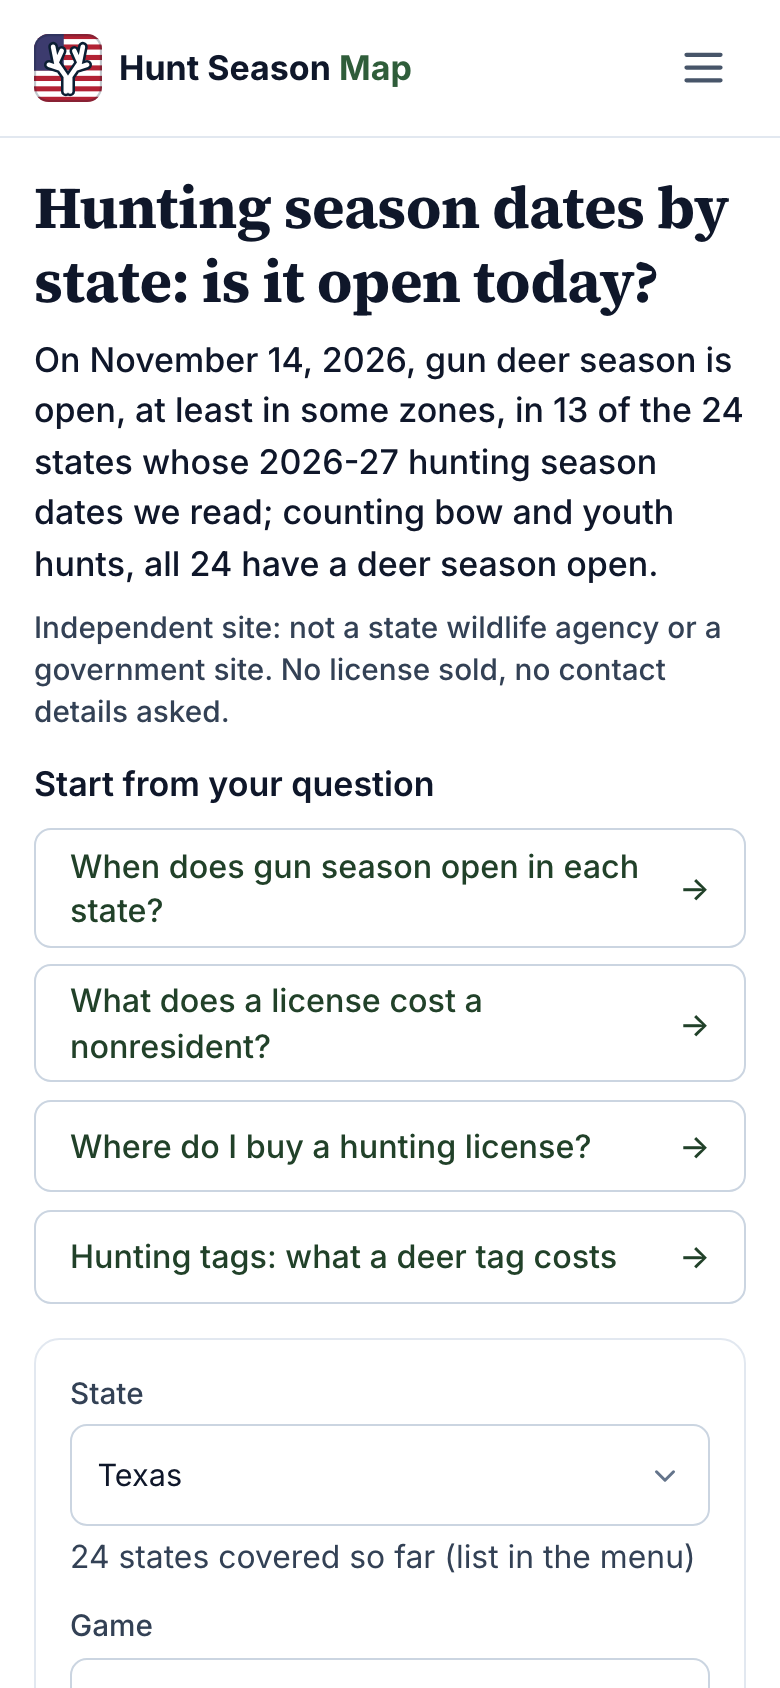 Hunt Season Map
Hunting season dates by
state: is it open today?
On November 14, 2026, gun deer season is
open, at least in some zones, in 13 of the 24
states whose 2026-27 hunting season
dates we read; counting bow and youth
hunts, all 24 have a deer season open.
Independent site: not a state wildlife agency or a
government site. No license sold, no contact
details asked.
Start from your question
When does gun season open in each
state?
What does a license cost a
nonresident?
Where do I buy a hunting license?
Hunting tags: what a deer tag costs
State
Texas
24 states covered so far (list in the menu)
Game